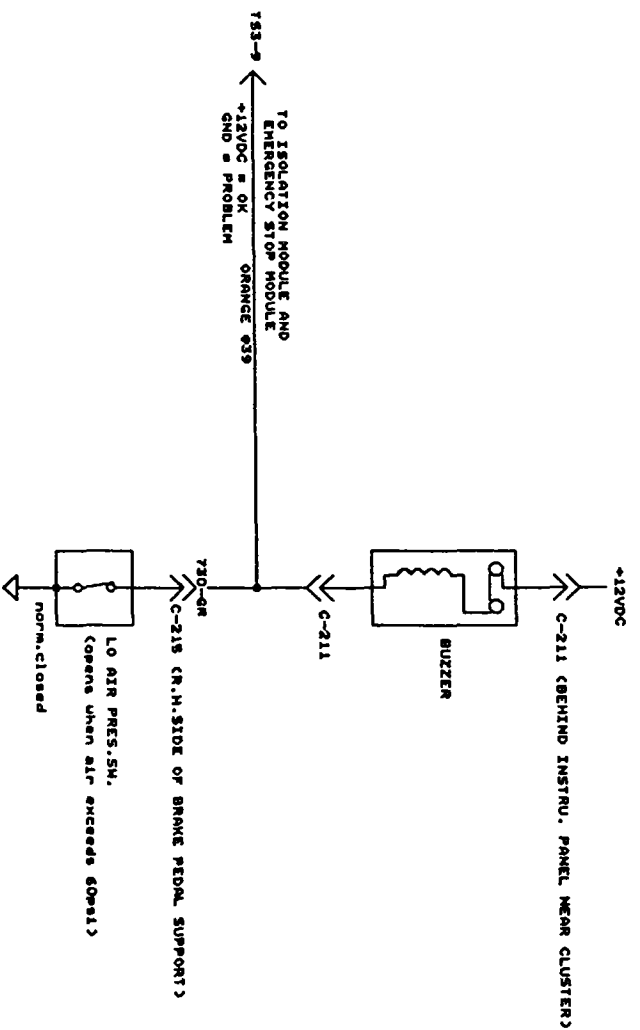 +12VDC
C-211 (BEHIND INSTRU. PANEL NEAR CLUSTER)
BUZZER
C-211
TO ISOLATION MODULE AND
EMERGENCY STOP MODULE
TS3-9
+12VDC = OK
ORANGE #39
GND = PROBLEM
730-GR
C-215 (R.H.SIDE OF BRAKE PEDAL SUPPORT)
LO AIR PRES.SW.
(opens when air exceeds 60psi)
norm.closed